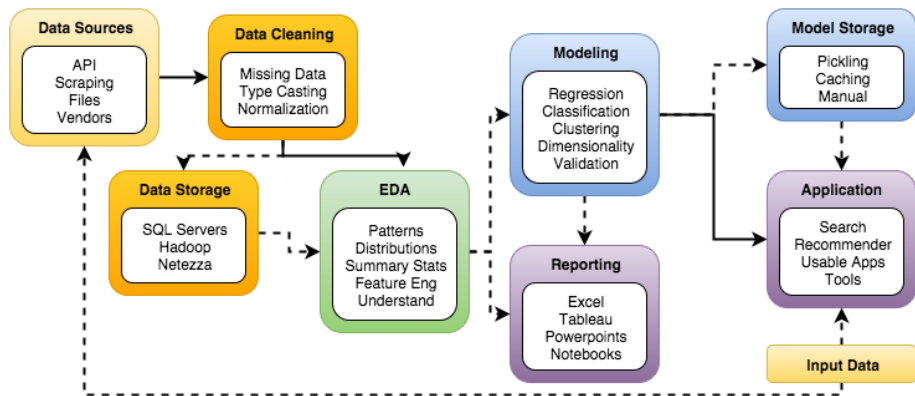 Data Sources
API
Scraping
Files
Vendors
Data Cleaning
Missing Data
Type Casting
Normalization
Data Storage
SQL Servers
Hadoop
Netezza
EDA
Patterns
Distributions
Summary Stats
Feature Eng
Understand
Modeling
Regression
Classification
Clustering
Dimensionality
Validation
Reporting
Excel
Tableau
Powerpoints
Notebooks
Model Storage
Pickling
Caching
Manual
Application
Search
Recommender
Usable Apps
Tools
Input Data